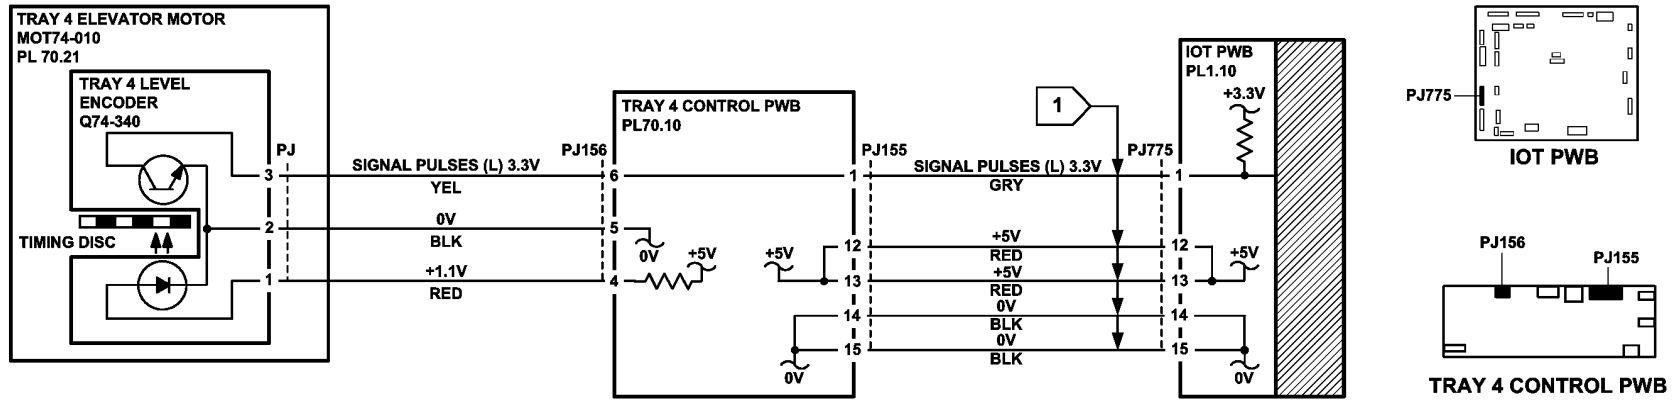 TRAY 4 ELEVATOR MOTOR
MOT74-010
PL 70.21
TRAY 4 LEVEL
ENCODER
Q74-340
TIMING DISC
3
2
1
PJ
SIGNAL PULSES (L) 3.3V
YEL
0V
BLK
+1.1V
RED
PJ156
6
5
4
TRAY 4 CONTROL PWB
PL70.10
0V
+5V
+5V
0V
1
12
13
14
15
PJ155
SIGNAL PULSES (L) 3.3V
GRY
+5V
RED
+5V
RED
0V
BLK
0V
BLK
1
PJ775
1
12
13
14
15
IOT PWB
PL1.10
+3.3V
+5V
0V
PJ775
IOT PWB
PJ156
PJ155
TRAY 4 CONTROL PWB